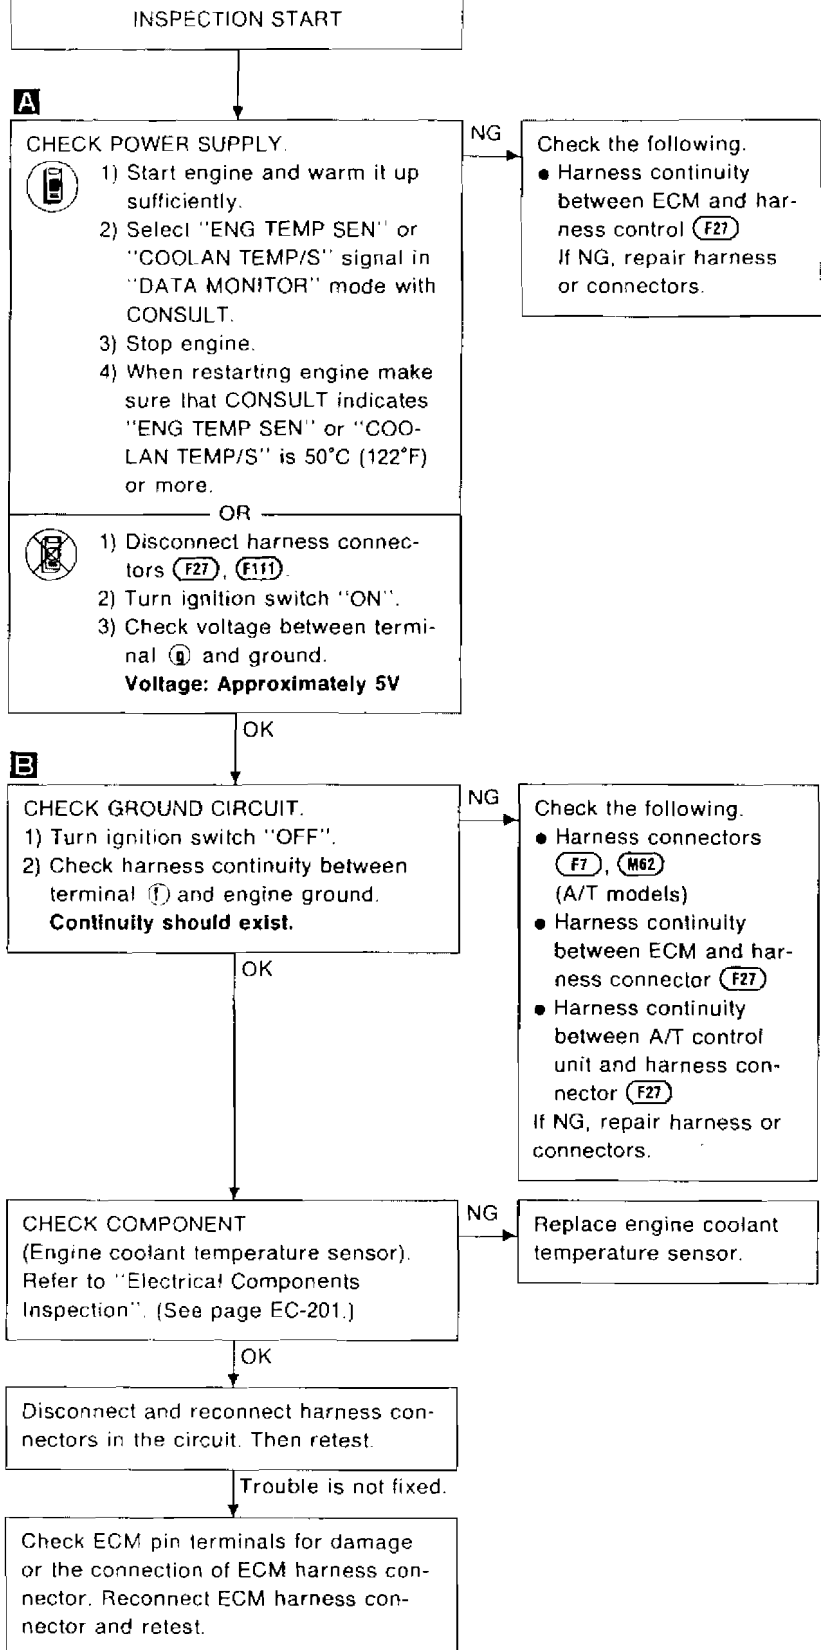 INSPECTION START
A
CHECK POWER SUPPLY.
1) Start engine and warm it up
sufficiently.
2) Select "ENG TEMP SEN" or
"COOLAN TEMP/S" signal in
"DATA MONITOR" mode with
CONSULT.
3) Stop engine.
4) When restarting engine make
sure that CONSULT indicates
"ENG TEMP SEN" or "COO-
LAN TEMP/S" is 50°C (122°F)
or more.
OR
1) Disconnect harness connec-
tors F27, F111.
2) Turn ignition switch "ON".
3) Check voltage between termi-
nal g and ground.
Voltage: Approximately 5V
NG
Check the following.
● Harness continuity
between ECM and har-
ness control F27
If NG, repair harness
or connectors.
OK
B
CHECK GROUND CIRCUIT.
1) Turn ignition switch "OFF".
2) Check harness continuity between
terminal f and engine ground.
Continuity should exist.
NG
Check the following.
● Harness connectors
F7, M62
(A/T models)
● Harness continuity
between ECM and har-
ness connector F27
● Harness continuity
between A/T control
unit and harness con-
nector F27
If NG, repair harness or
connectors.
OK
CHECK COMPONENT
(Engine coolant temperature sensor).
Refer to "Electrical Components
Inspection". (See page EC-201.)
NG
Replace engine coolant
temperature sensor.
OK
Disconnect and reconnect harness con-
nectors in the circuit. Then retest.
Trouble is not fixed.
Check ECM pin terminals for damage
or the connection of ECM harness con-
nector. Reconnect ECM harness con-
nector and retest.